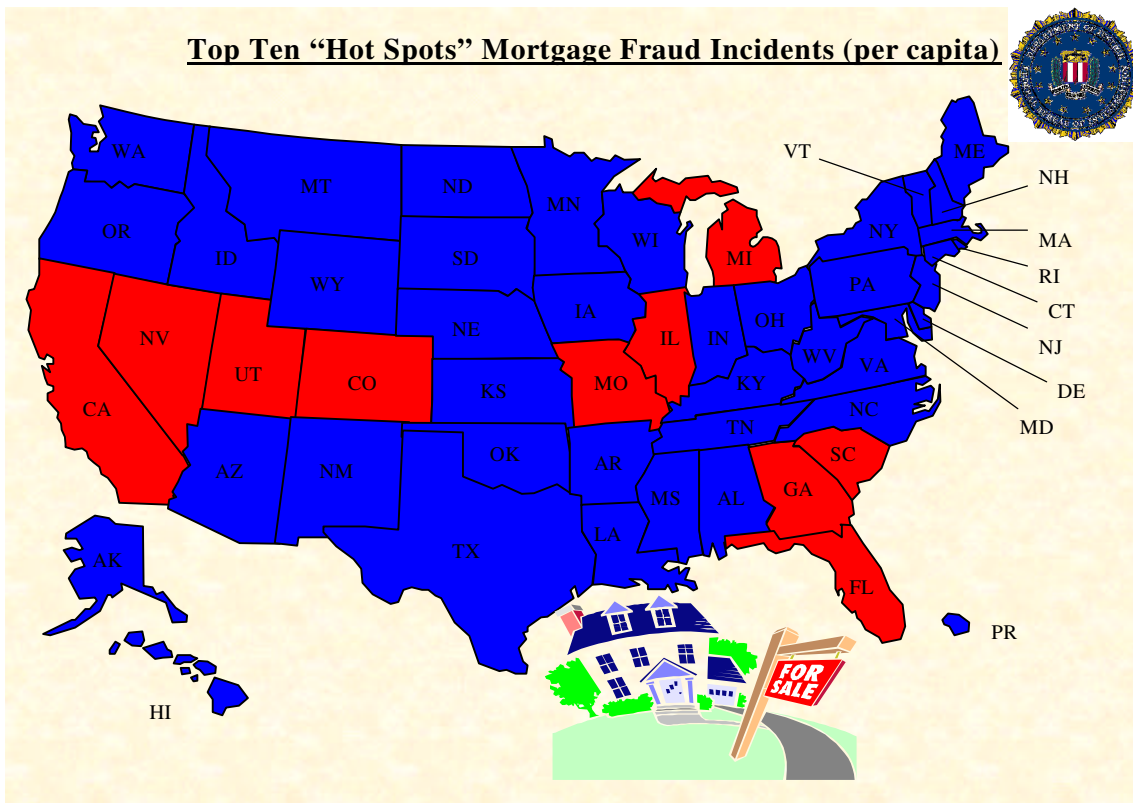 Top Ten “Hot Spots” Mortgage Fraud Incidents (per capita)
WA
MT
ND
MN
VT
ME
NH
OR
ID
SD
WI
NY
MA
MI
RI
WY
PA
CT
NV
NE
IA
IL
IN
OH
NJ
UT
CO
KS
MO
KY
WV
VA
DE
CA
NC
MD
TN
AZ
NM
OK
AR
SC
MS
AL
GA
TX
LA
AK
FL
PR
HI
FOR
SALE